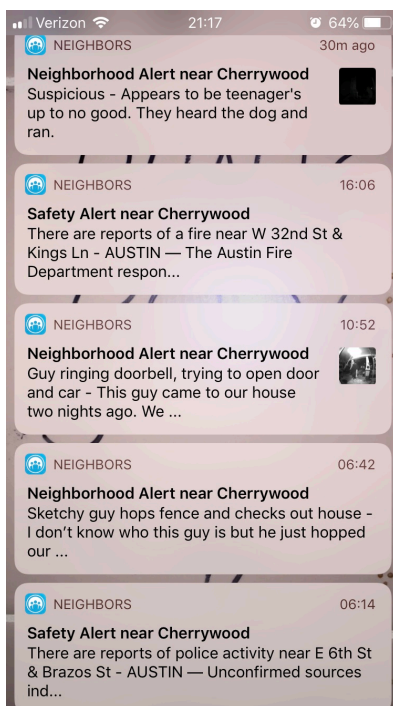 Verizon 21:17 64%
NEIGHBORS 30m ago
Neighborhood Alert near Cherrywood
Suspicious - Appears to be teenager's
up to no good. They heard the dog and
ran.
NEIGHBORS 16:06
Safety Alert near Cherrywood
There are reports of a fire near W 32nd St &
Kings Ln - AUSTIN — The Austin Fire
Department respon...
NEIGHBORS 10:52
Neighborhood Alert near Cherrywood
Guy ringing doorbell, trying to open door
and car - This guy came to our house
two nights ago. We ...
NEIGHBORS 06:42
Neighborhood Alert near Cherrywood
Sketchy guy hops fence and checks out house -
I don't know who this guy is but he just hopped
our ...
NEIGHBORS 06:14
Safety Alert near Cherrywood
There are reports of police activity near E 6th St
& Brazos St - AUSTIN — Unconfirmed sources
ind...